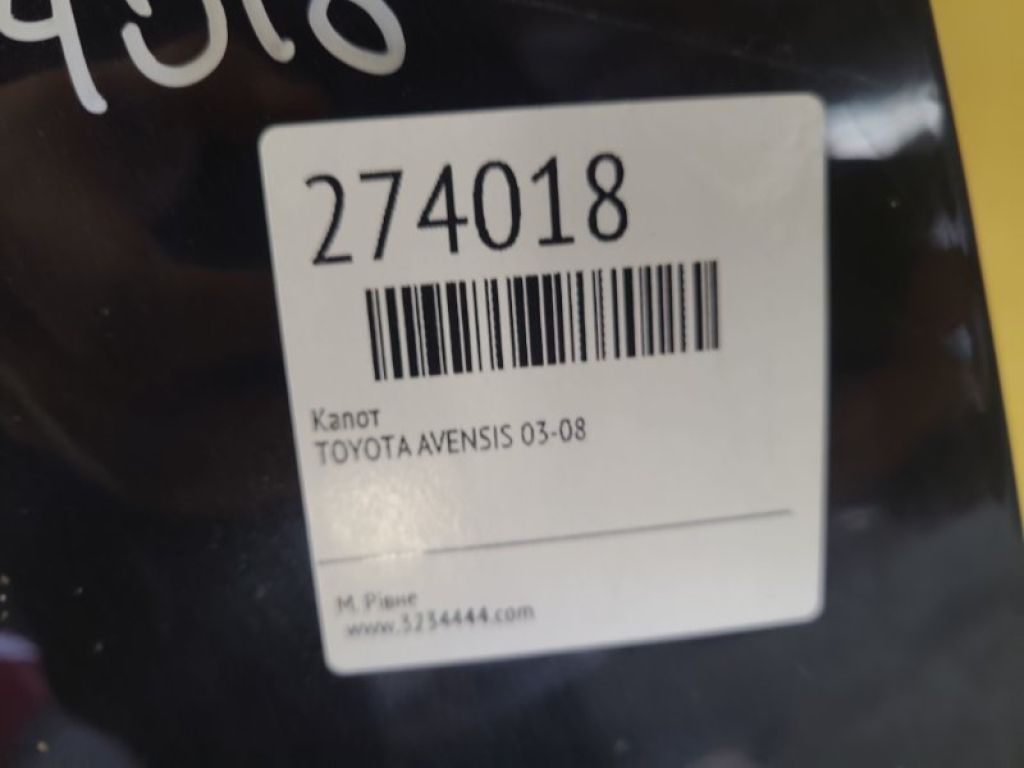 274018
Капот
TOYOTA AVENSIS 03-08
М. Рівне
www.3234444.com